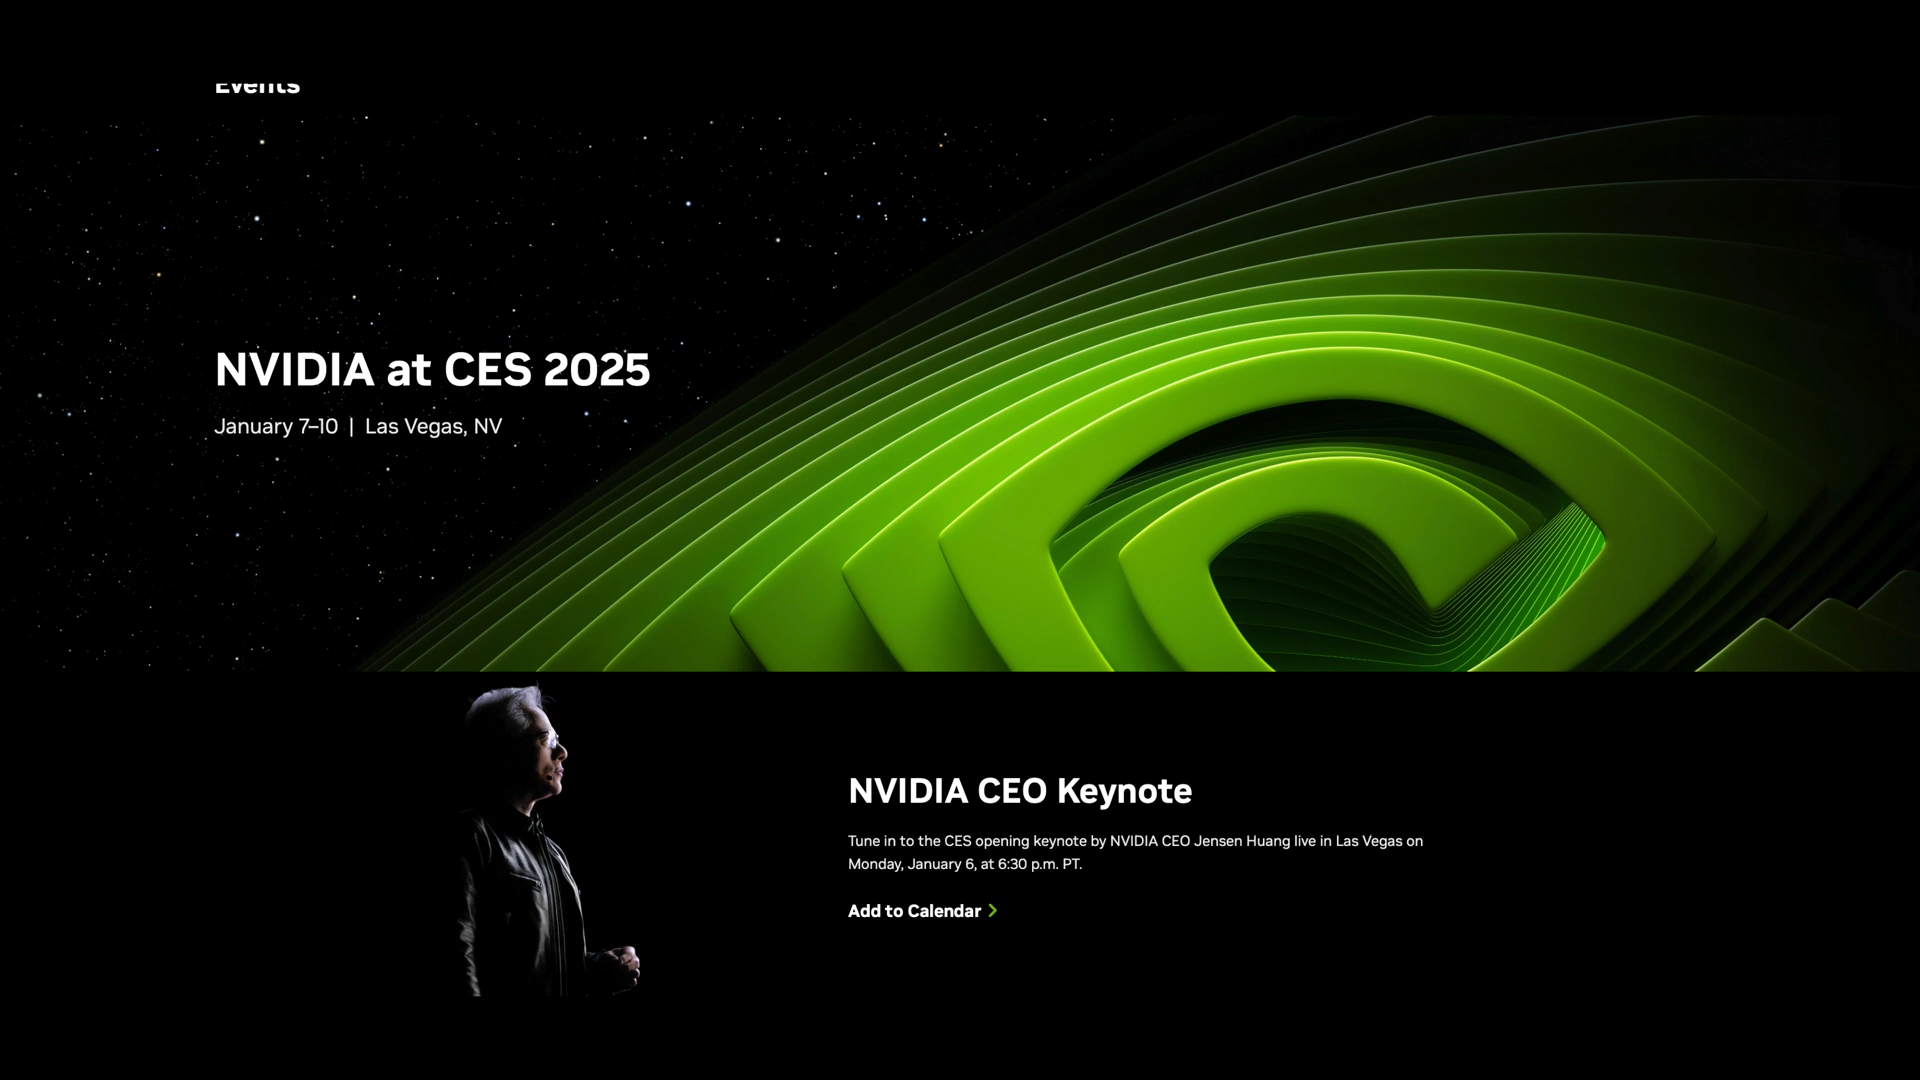 Events
NVIDIA at CES 2025
January 7–10 | Las Vegas, NV
NVIDIA CEO Keynote
Tune in to the CES opening keynote by NVIDIA CEO Jensen Huang live in Las Vegas on
Monday, January 6, at 6:30 p.m. PT.
Add to Calendar